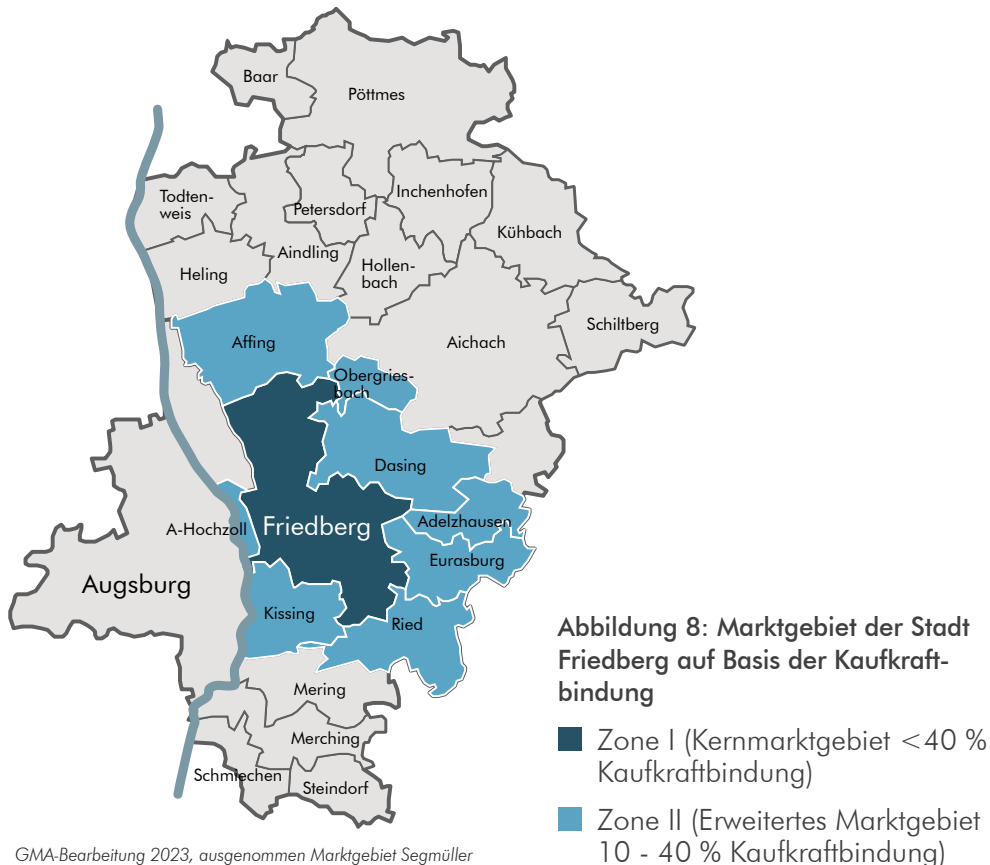 Baar
Pöttmes
Inchenhofen
Todten-
weis
Petersdorf
Kühbach
Aindling
Hollen-
bach
Heling
Schiltberg
Affing
Aichach
Obergries-
bach
Dasing
A-Hochzoll
Friedberg
Adelzhausen
Eurasburg
Augsburg
Kissing
Ried
Mering
Merching
Schmiechen
Steindorf
Abbildung 8: Marktgebiet der Stadt
Friedberg auf Basis der Kaufkraft-
bindung
Zone I (Kernmarktgebiet <40 %
Kaufkraftbindung)
Zone II (Erweitertes Marktgebiet
10 - 40 % Kaufkraftbindung)
GMA-Bearbeitung 2023, ausgenommen Marktgebiet Segmüller